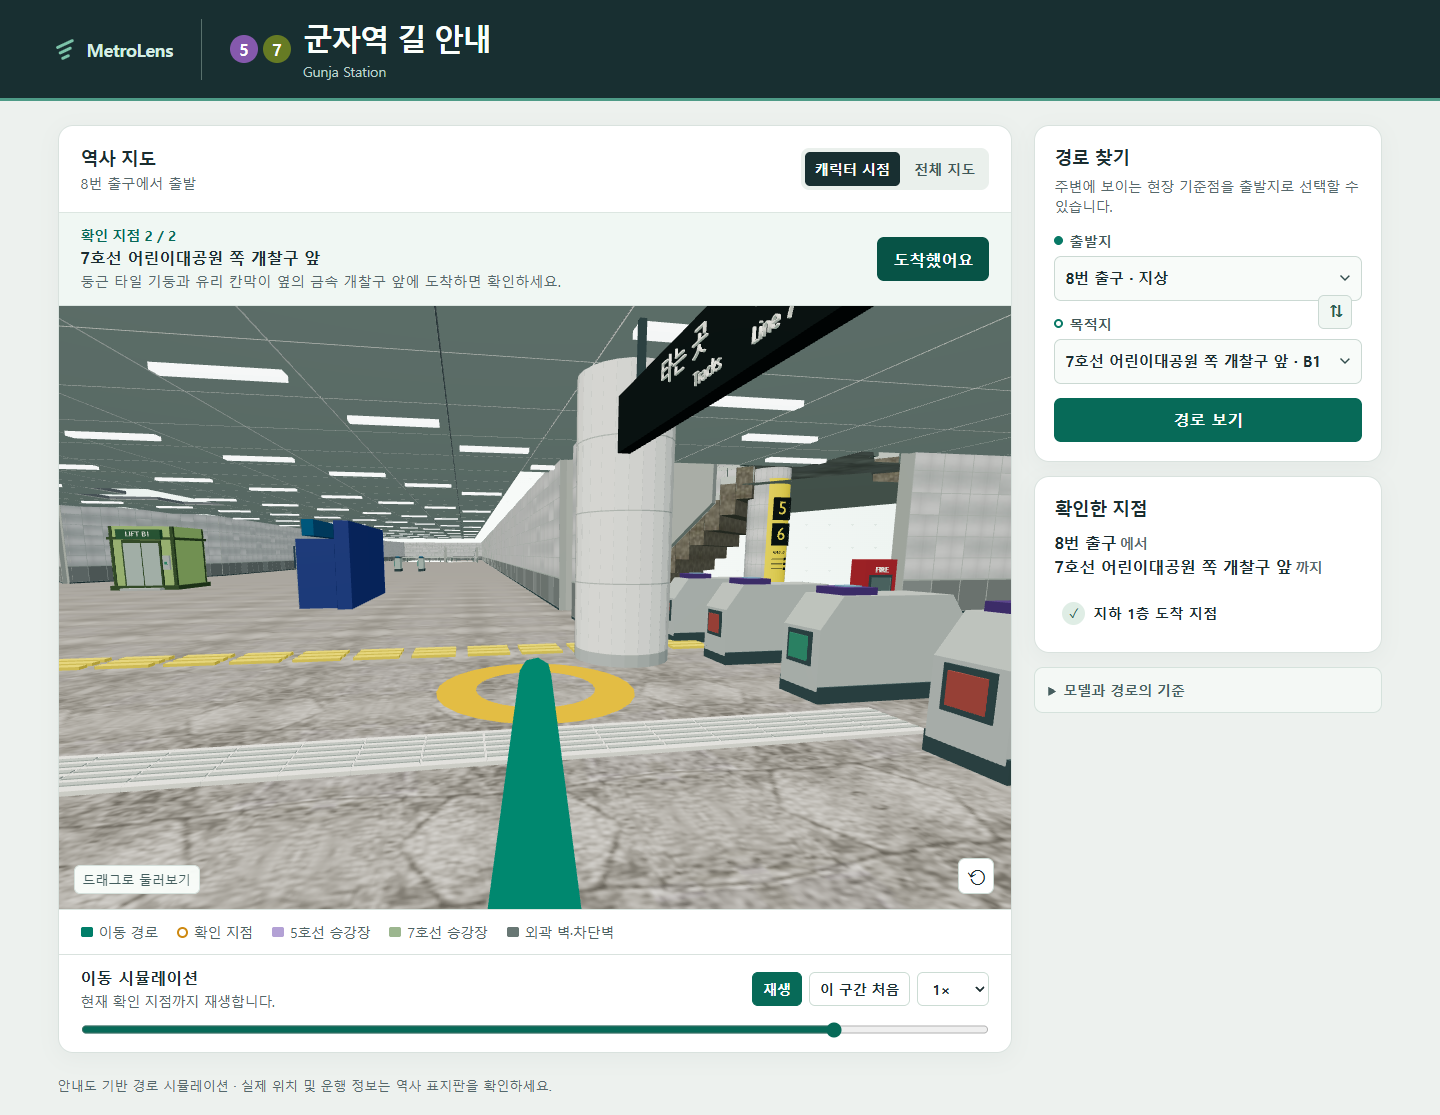 MetroLens
5 7
군자역 길 안내
Gunja Station
역사 지도
8번 출구에서 출발
캐릭터 시점
전체 지도
확인 지점 2 / 2
7호선 어린이대공원 쪽 개찰구 앞
둥근 타일 기둥과 유리 칸막이 옆의 금속 개찰구 앞에 도착하면 확인하세요.
도착했어요
타는 곳
Tracks
Line
5
6
LIFT B1
FIRE
드래그로 둘러보기
이동 경로
확인 지점
5호선 승강장
7호선 승강장
외곽 벽·차단벽
이동 시뮬레이션
현재 확인 지점까지 재생합니다.
재생
이 구간 처음
1×
경로 찾기
주변에 보이는 현장 기준점을 출발지로 선택할 수
있습니다.
출발지
8번 출구 · 지상
목적지
7호선 어린이대공원 쪽 개찰구 앞 · B1
경로 보기
확인한 지점
8번 출구 에서
7호선 어린이대공원 쪽 개찰구 앞 까지
✓ 지하 1층 도착 지점
▶ 모델과 경로의 기준
안내도 기반 경로 시뮬레이션 · 실제 위치 및 운행 정보는 역사 표지판을 확인하세요.